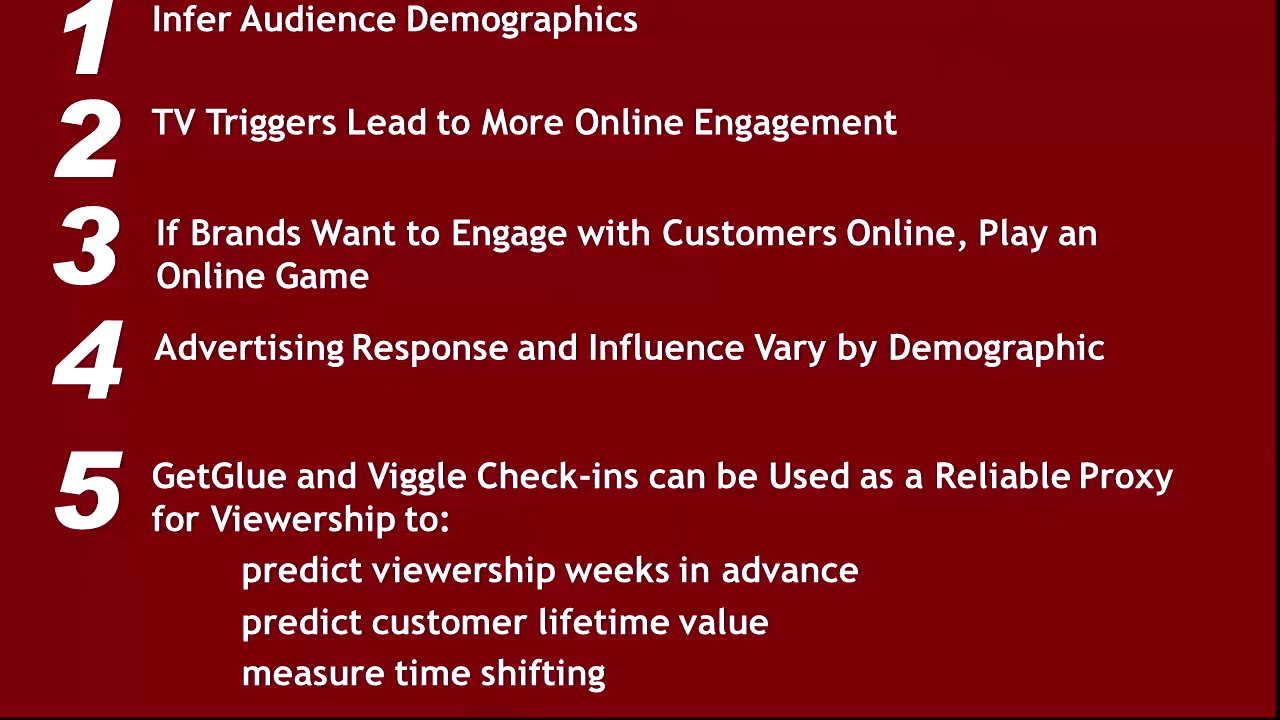 1 Infer Audience Demographics
2 TV Triggers Lead to More Online Engagement
3 If Brands Want to Engage with Customers Online, Play an
Online Game
4 Advertising Response and Influence Vary by Demographic
5 GetGlue and Viggle Check-ins can be Used as a Reliable Proxy
for Viewership to:
predict viewership weeks in advance
predict customer lifetime value
measure time shifting